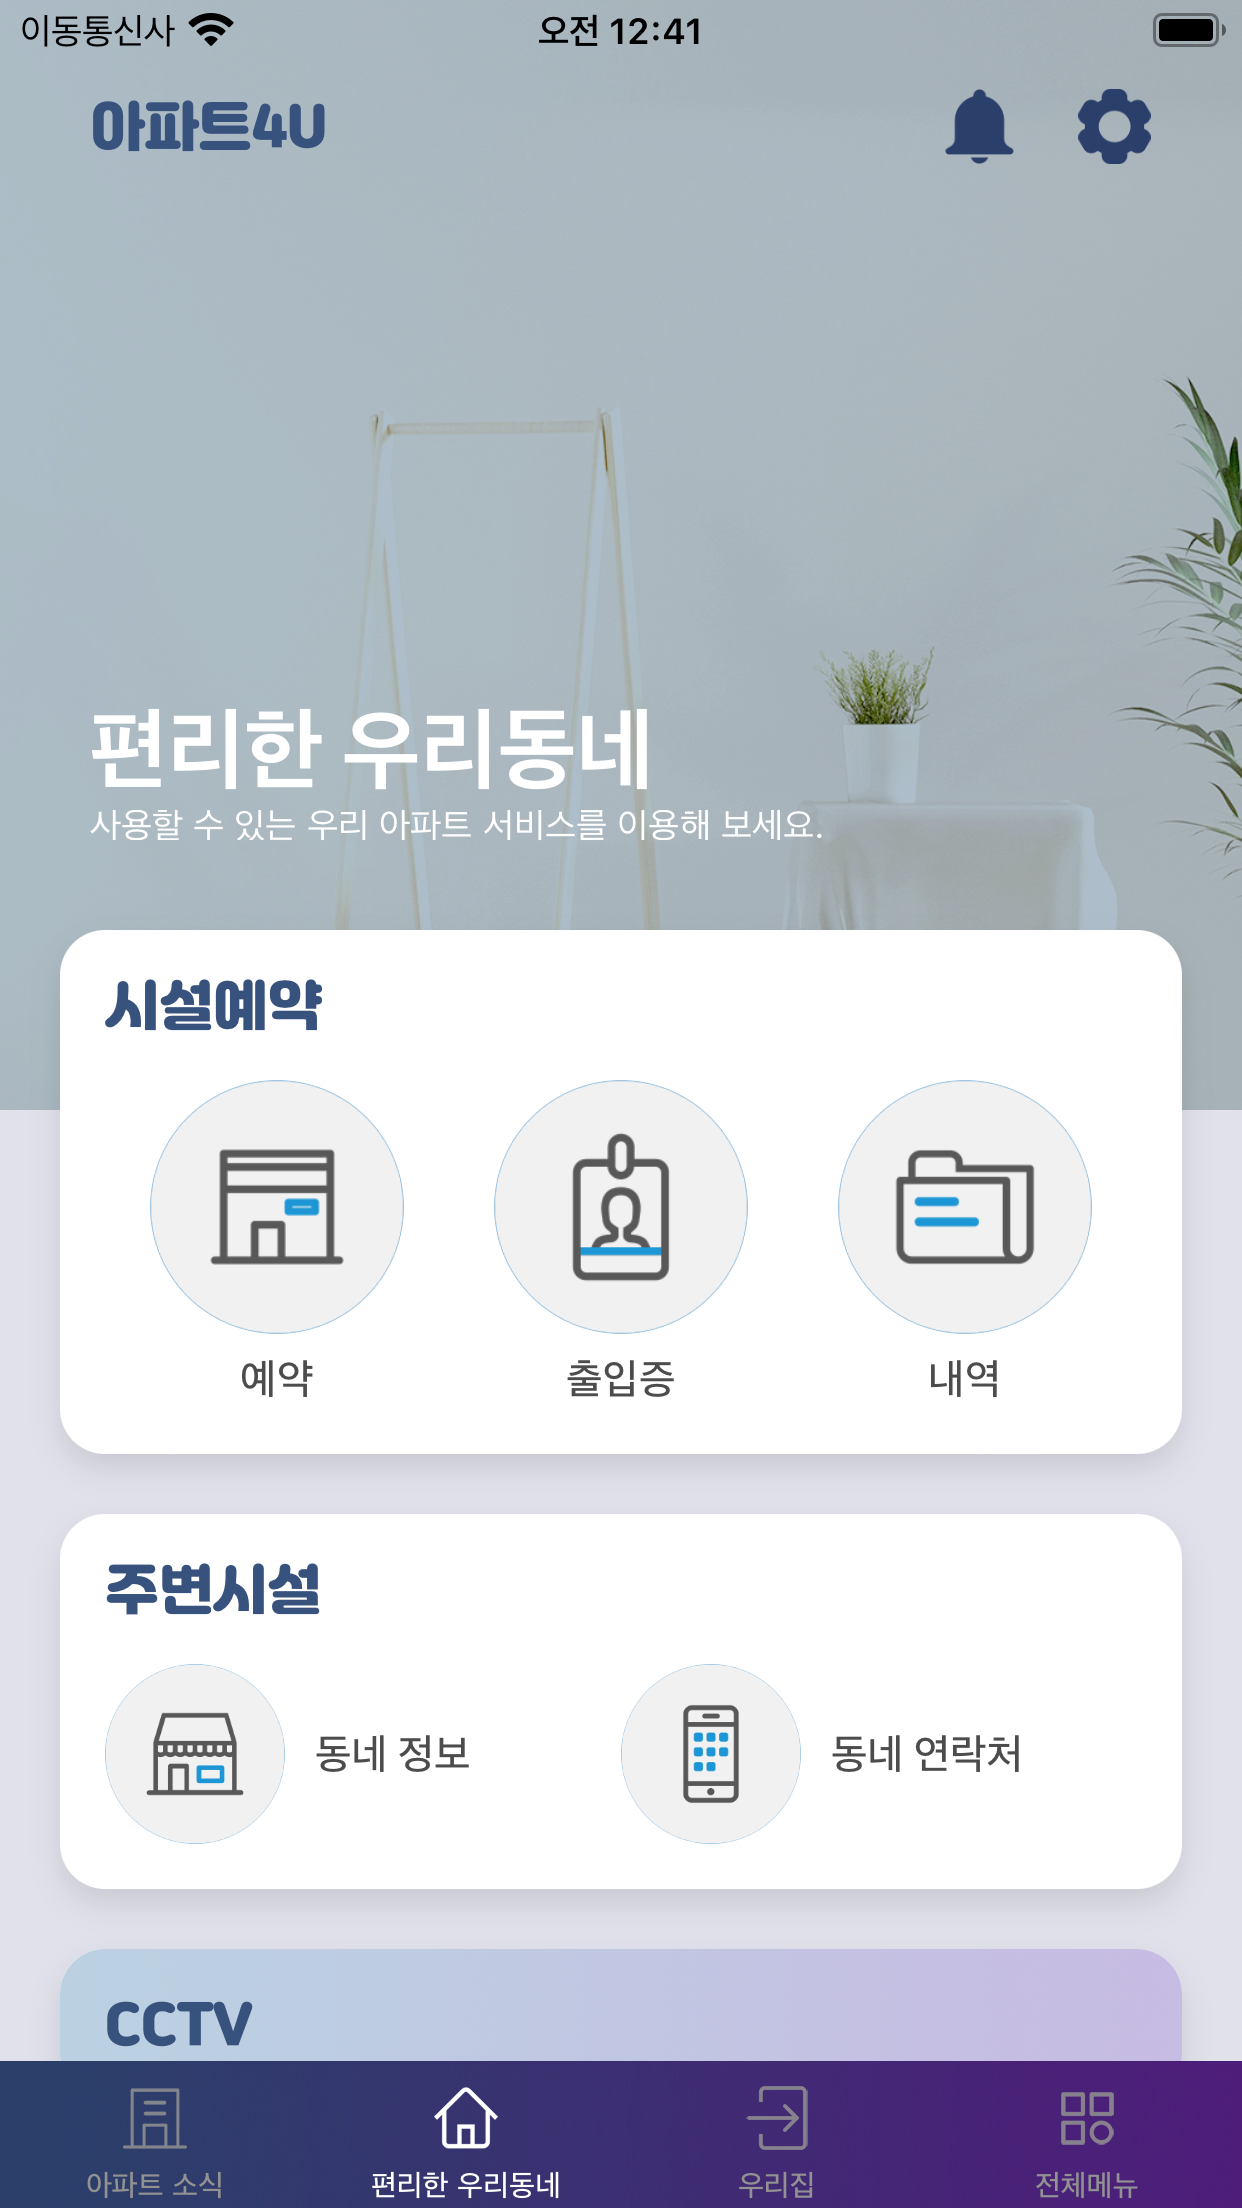 이동통신사
오전 12:41
아파트4U
편리한 우리동네
사용할 수 있는 우리 아파트 서비스를 이용해 보세요.
시설예약
예약
출입증
내역
주변시설
동네 정보
동네 연락처
CCTV
아파트 소식
편리한 우리동네
우리집
전체메뉴